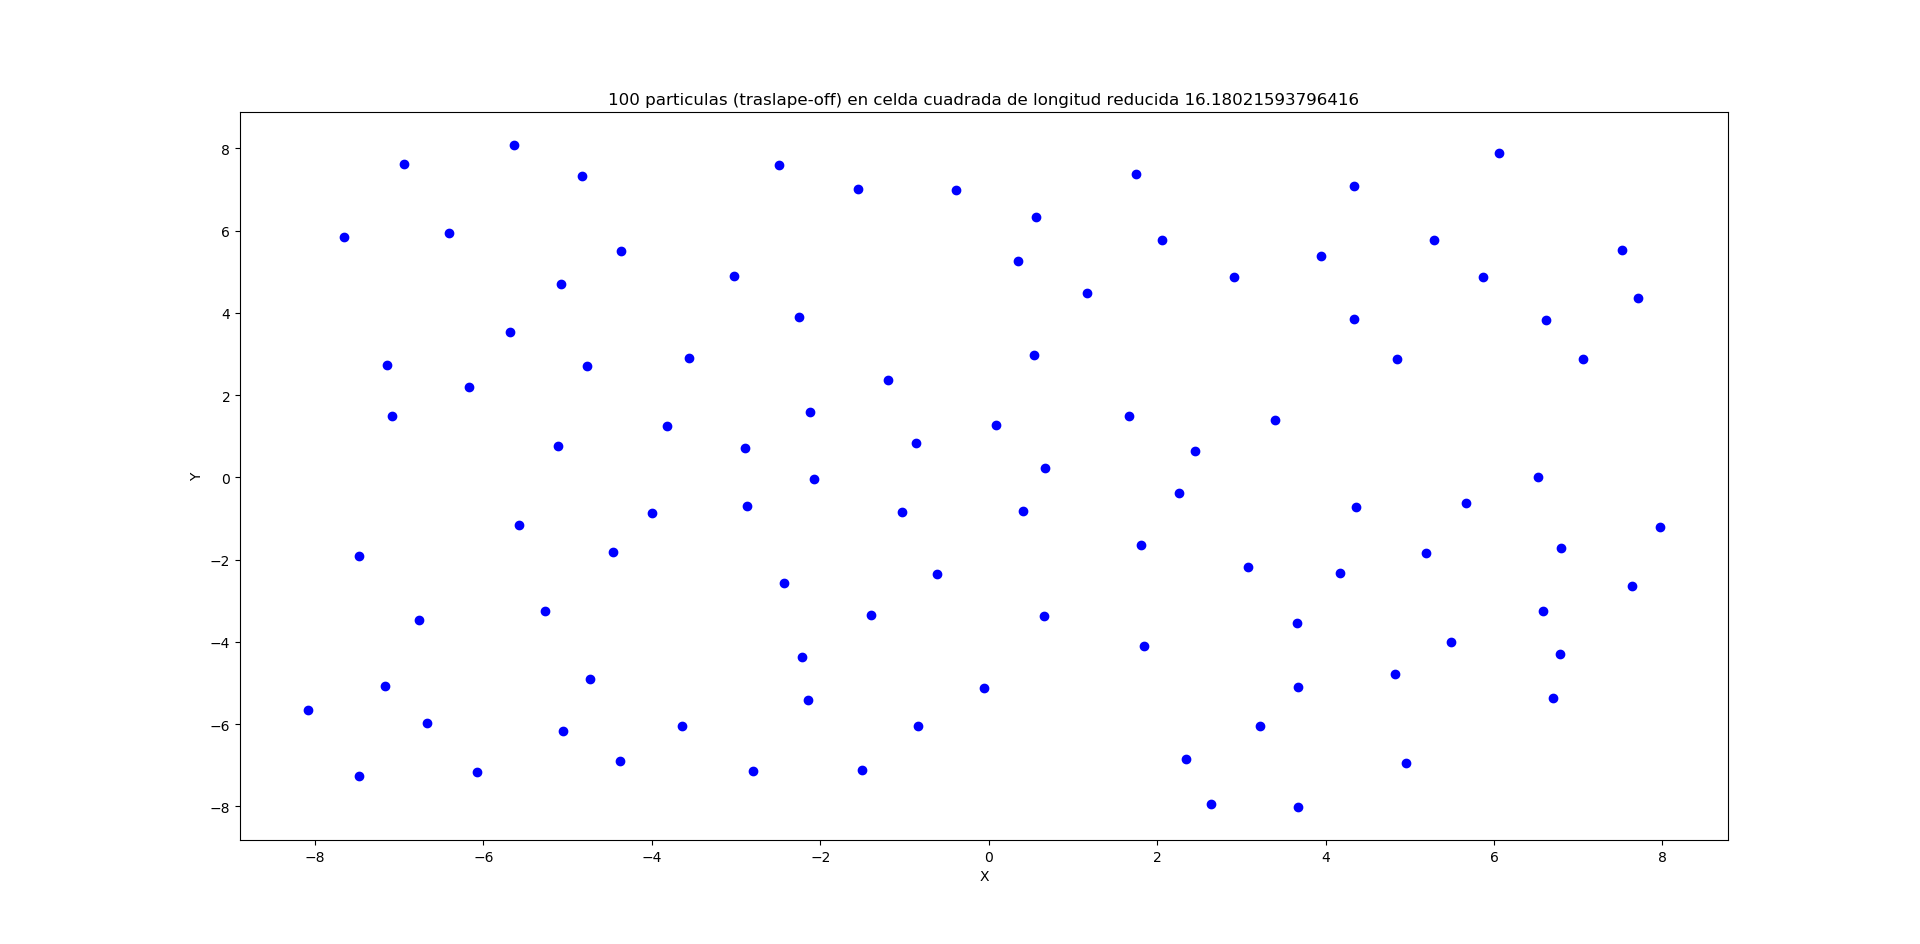 100 particulas (traslape-off) en celda cuadrada de longitud reducida 16.18021593796416
8
6
4
2
0
−2
−4
−6
−8
Y
−8 −6 −4 −2 0 2 4 6 8
X